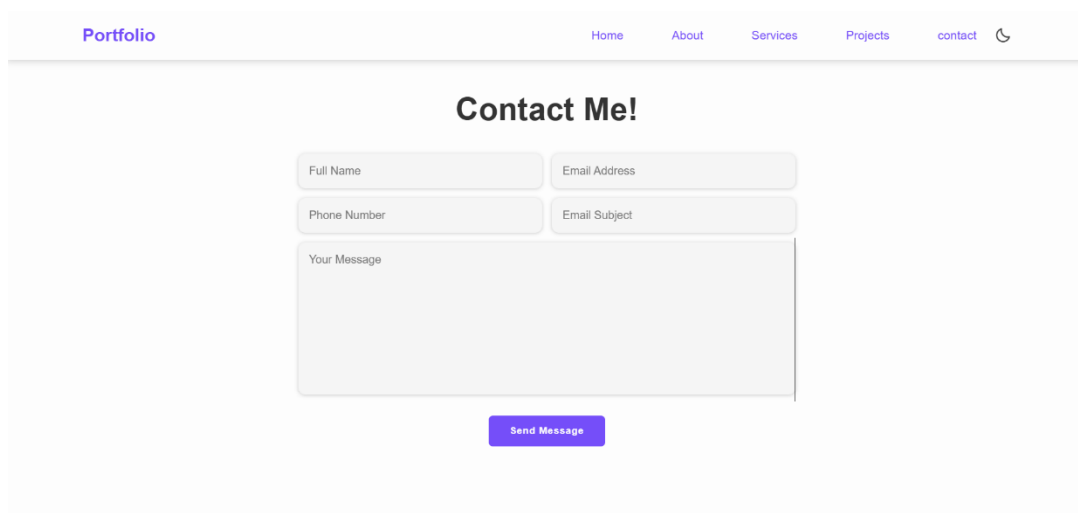 Portfolio Home About Services Projects contact
Contact Me!
Full Name Email Address
Phone Number Email Subject
Your Message
Send Message